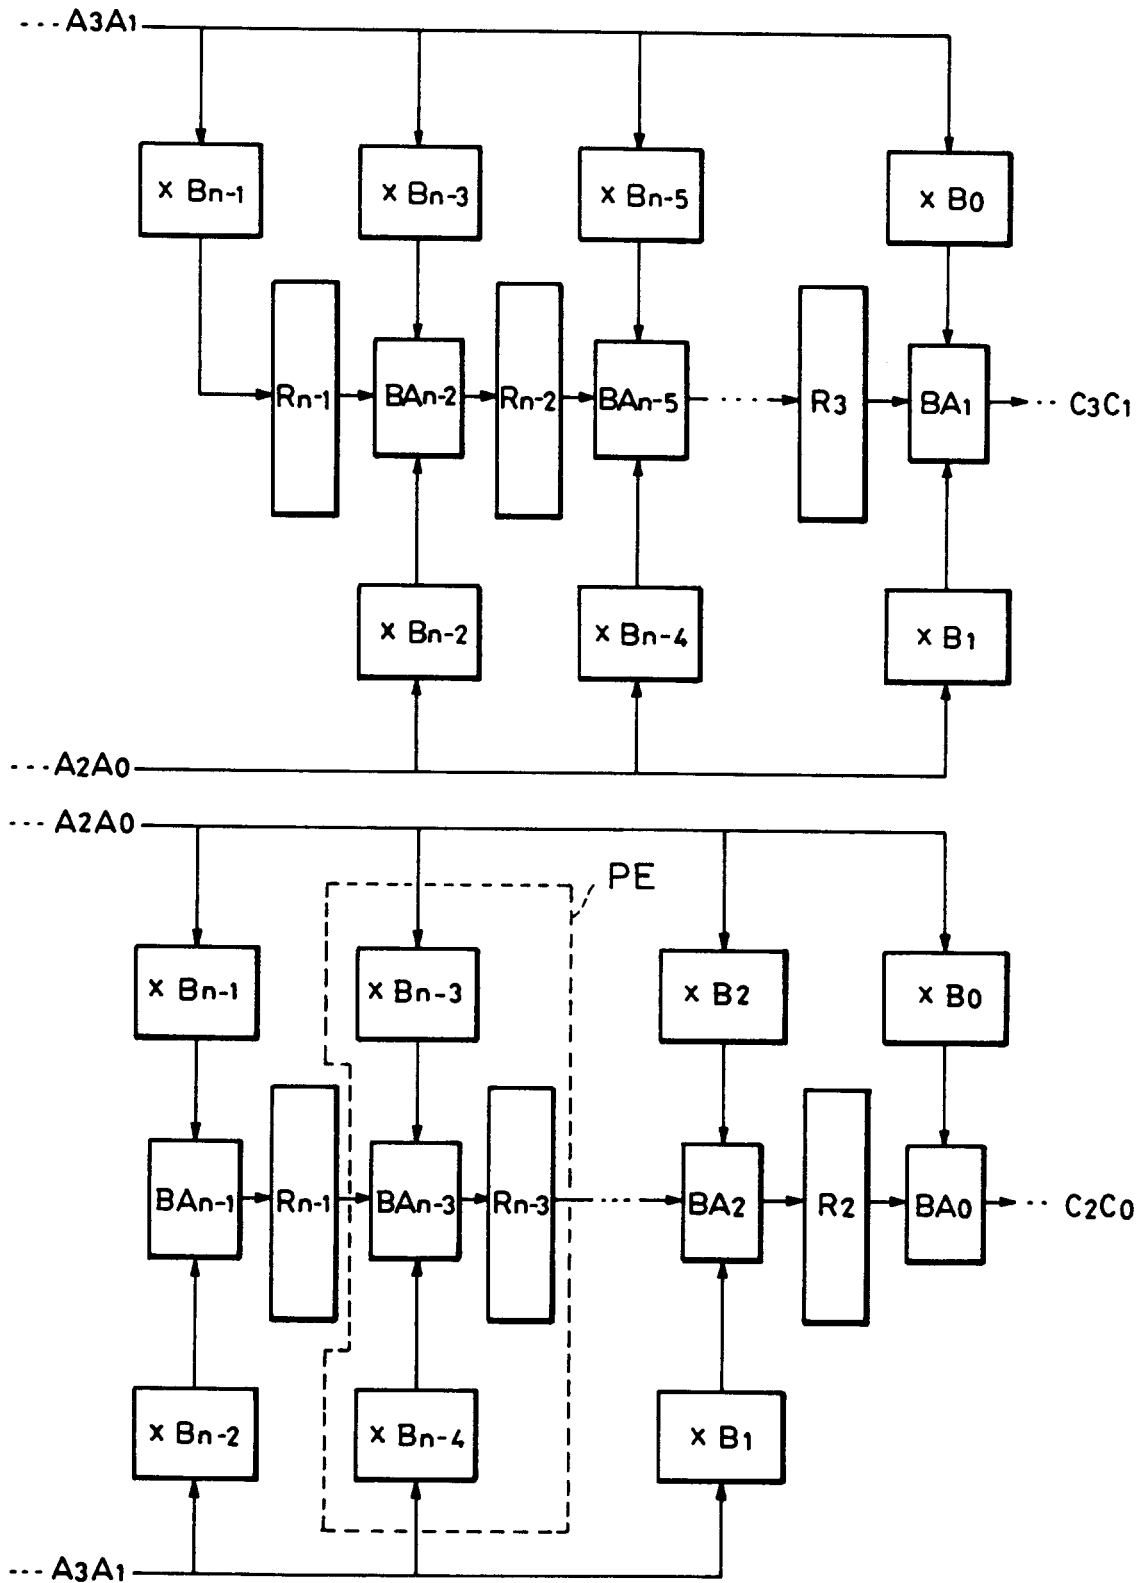 ··· A3A1
× Bn-1 × Bn-3 × Bn-5 × B0
Rn-1 BAn-2 Rn-2 BAn-5 ··· R3 BA1 ·· C3C1
× Bn-2 × Bn-4 × B1
··· A2A0
··· A2A0
PE
× Bn-1 × Bn-3 × B2 × B0
BAn-1 Rn-1 BAn-3 Rn-3 ··· BA2 R2 BA0 ·· C2C0
× Bn-2 × Bn-4 × B1
··· A3A1